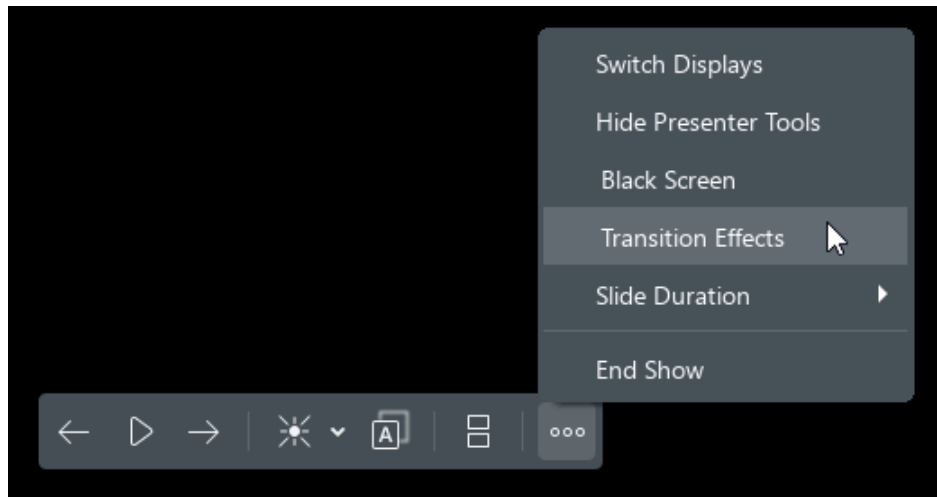 Switch Displays
Hide Presenter Tools
Black Screen
Transition Effects
Slide Duration
End Show
A